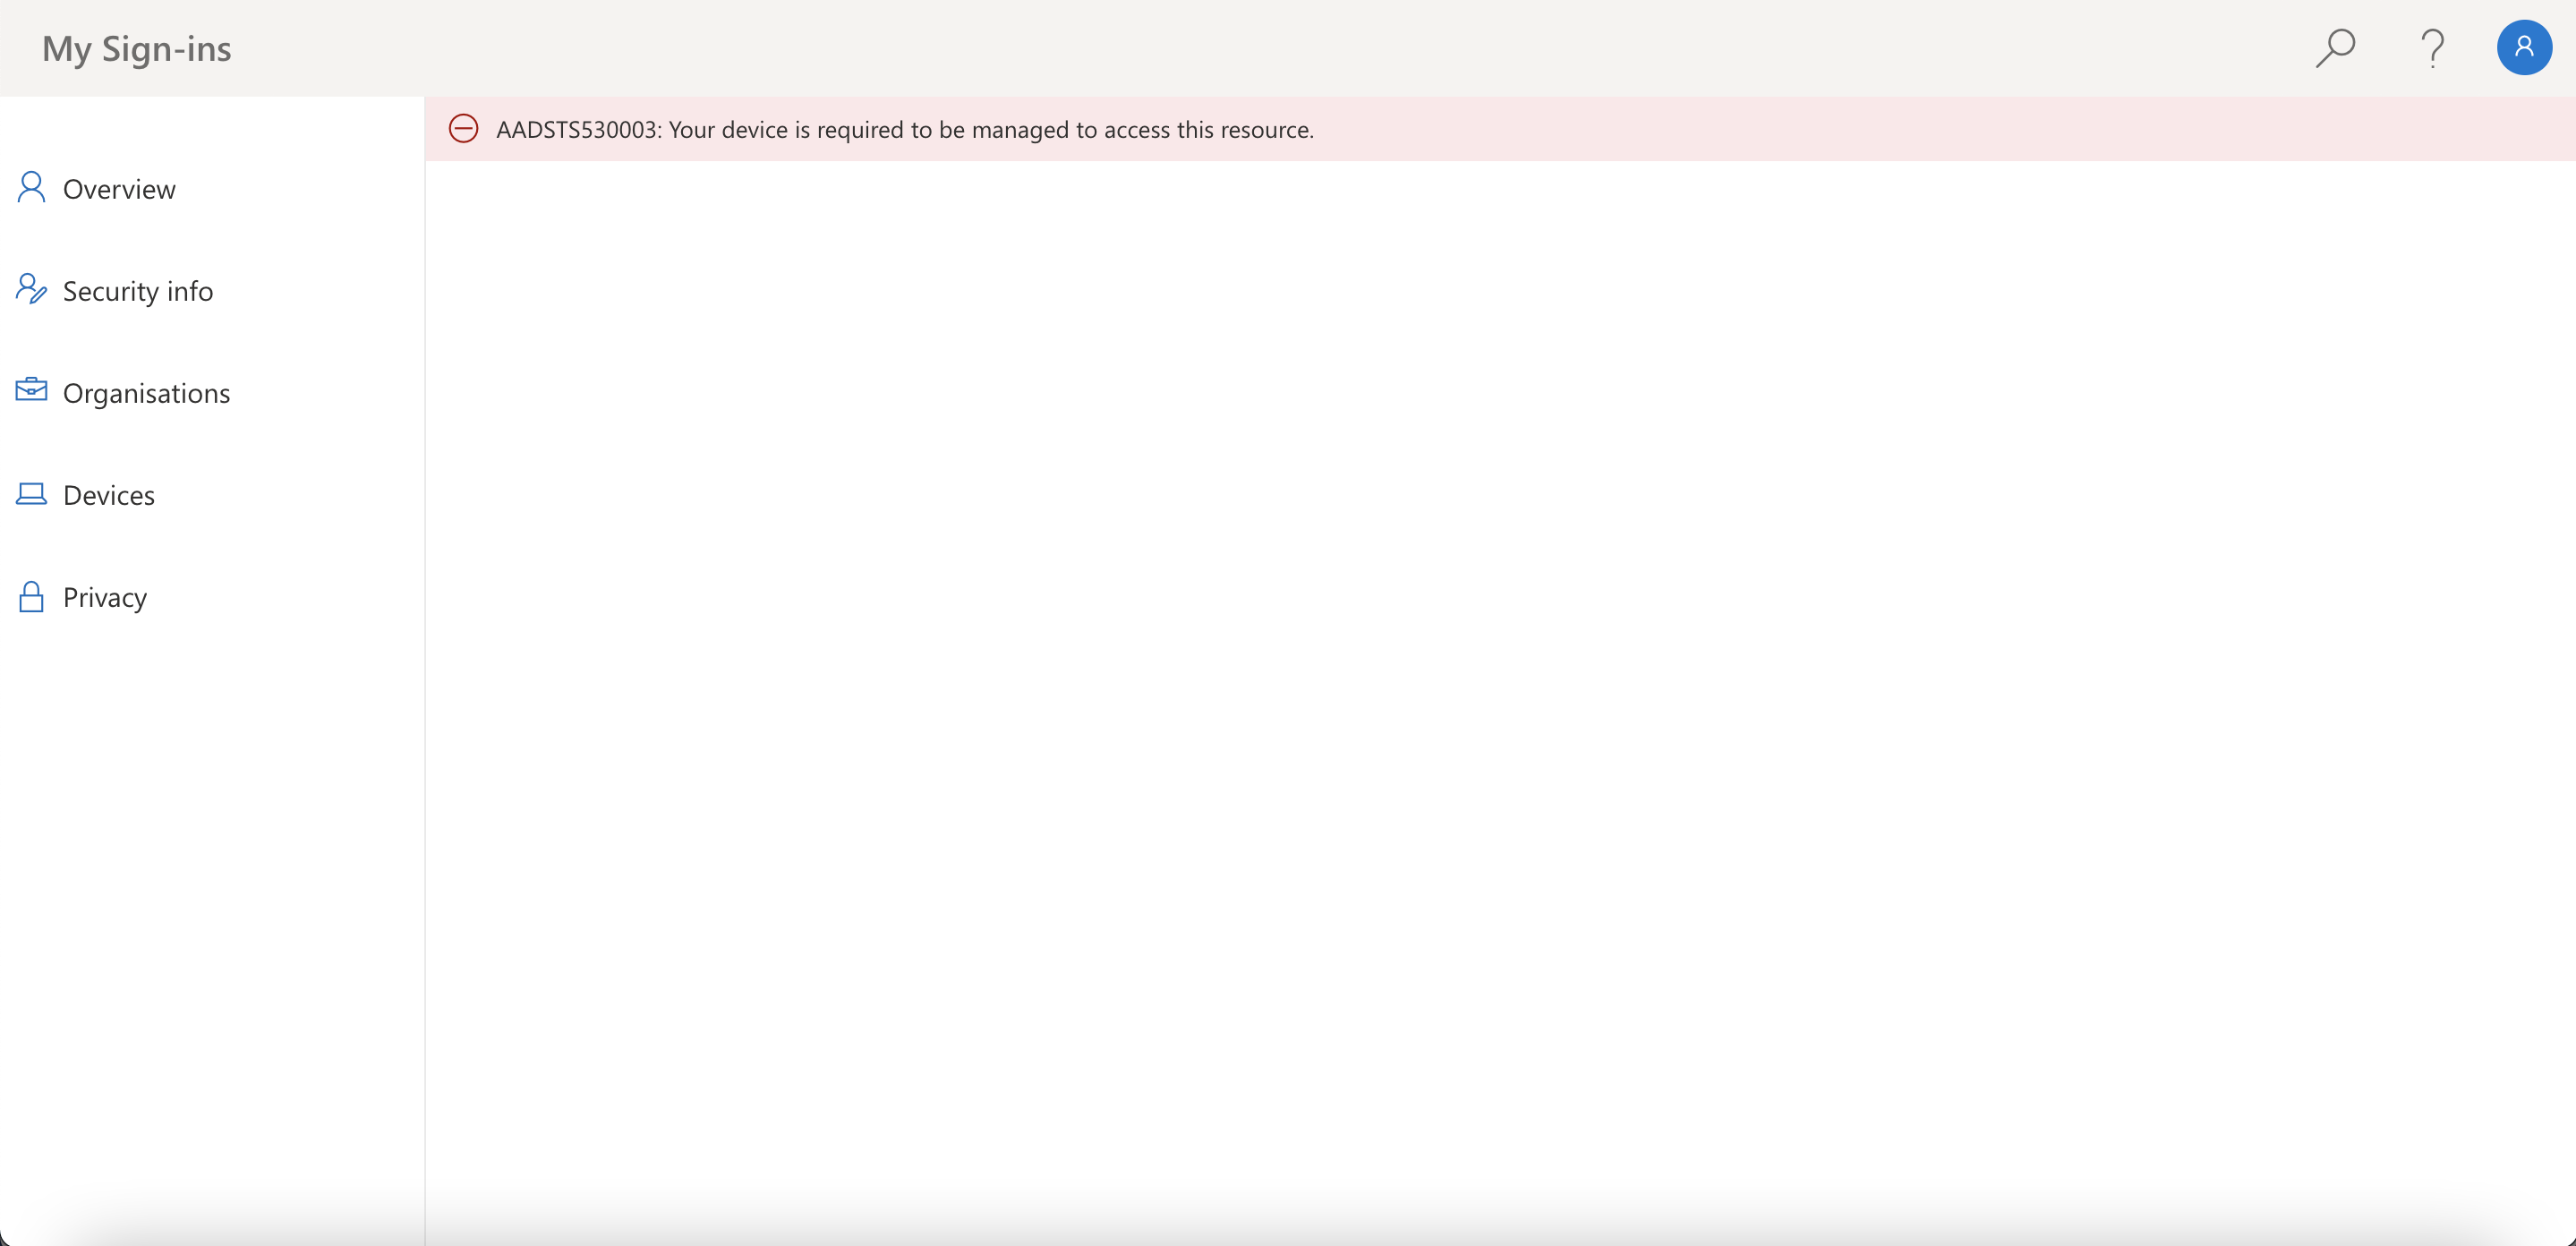 My Sign-ins
AADSTS530003: Your device is required to be managed to access this resource.
Overview
Security info
Organisations
Devices
Privacy